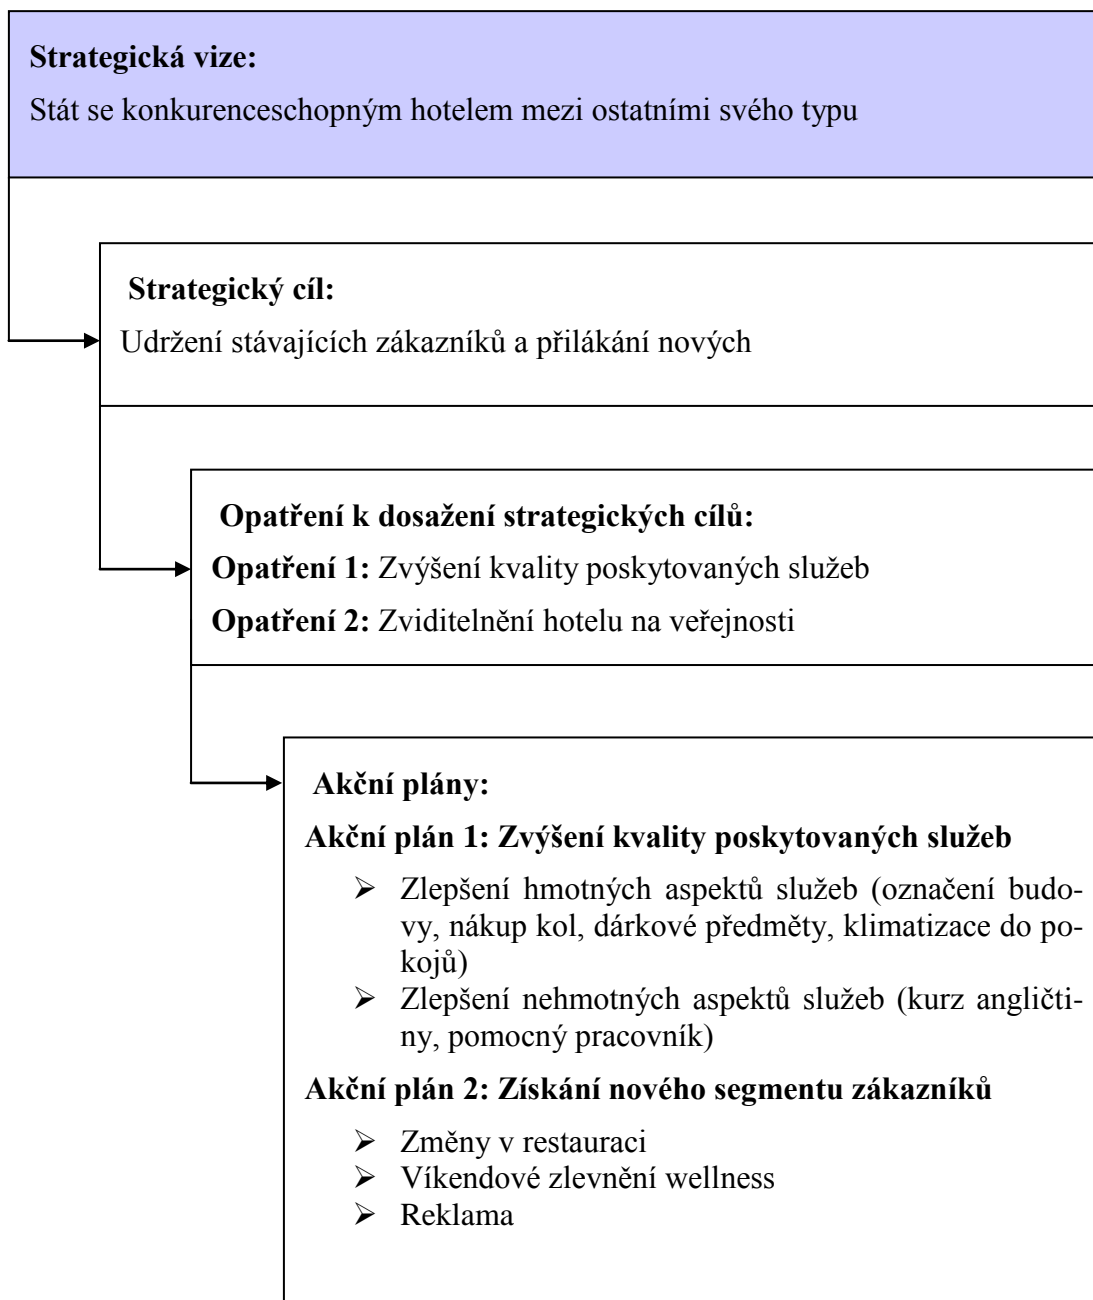 Strategická vize:
Stát se konkurenceschopným hotelem mezi ostatními svého typu
Strategický cíl:
Udržení stávajících zákazníků a přilákání nových
Opatření k dosažení strategických cílů:
Opatření 1: Zvýšení kvality poskytovaných služeb
Opatření 2: Zviditelnění hotelu na veřejnosti
Akční plány:
Akční plán 1: Zvýšení kvality poskytovaných služeb
➢ Zlepšení hmotných aspektů služeb (označení budo-
vy, nákup kol, dárkové předměty, klimatizace do po-
kojů)
➢ Zlepšení nehmotných aspektů služeb (kurz angličti-
ny, pomocný pracovník)
Akční plán 2: Získání nového segmentu zákazníků
➢ Změny v restauraci
➢ Víkendové zlevnění wellness
➢ Reklama